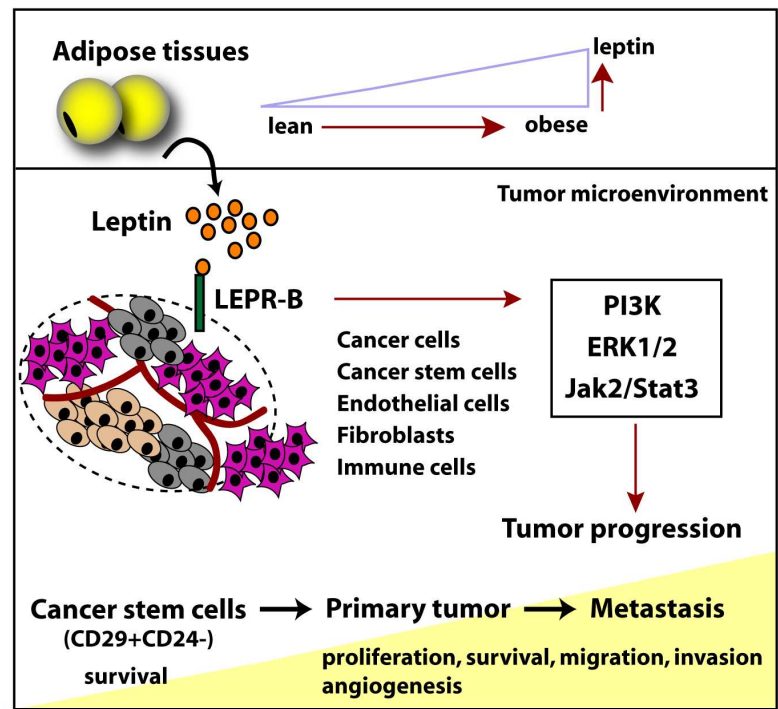 Adipose tissues
leptin
lean
obese
Tumor microenvironment
Leptin
LEPR-B
Cancer cells
Cancer stem cells
Endothelial cells
Fibroblasts
Immune cells
PI3K
ERK1/2
Jak2/Stat3
Tumor progression
Cancer stem cells
(CD29+CD24-)
survival
Primary tumor
Metastasis
proliferation, survival, migration, invasion
angiogenesis